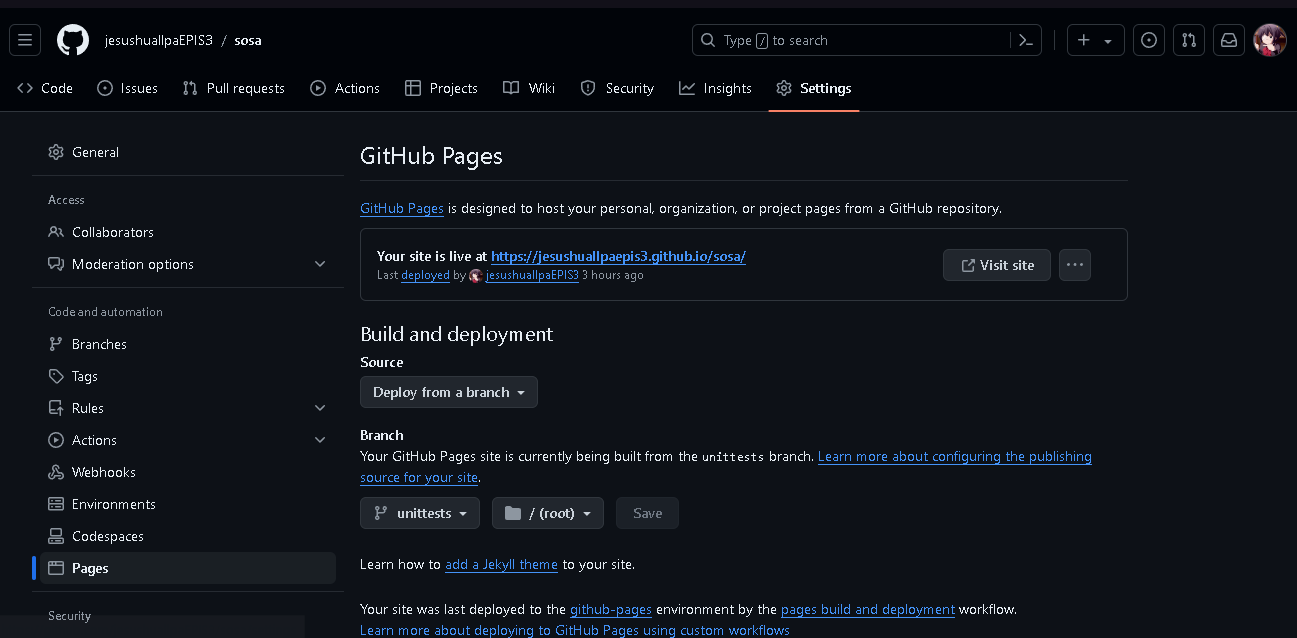 jesushuallpaEPIS3 / sosa
Type / to search
Code
Issues
Pull requests
Actions
Projects
Wiki
Security
Insights
Settings
General
Access
Collaborators
Moderation options
Code and automation
Branches
Tags
Rules
Actions
Webhooks
Environments
Codespaces
Pages
Security
GitHub Pages
GitHub Pages is designed to host your personal, organization, or project pages from a GitHub repository.
Your site is live at https://jesushuallpaepis3.github.io/sosa/
Last deployed by jesushuallpaEPIS3 3 hours ago
Visit site
Build and deployment
Source
Deploy from a branch
Branch
Your GitHub Pages site is currently being built from the unittests branch. Learn more about configuring the publishing
source for your site.
unittests
/ (root)
Save
Learn how to add a Jekyll theme to your site.
Your site was last deployed to the github-pages environment by the pages build and deployment workflow.
Learn more about deploying to GitHub Pages using custom workflows